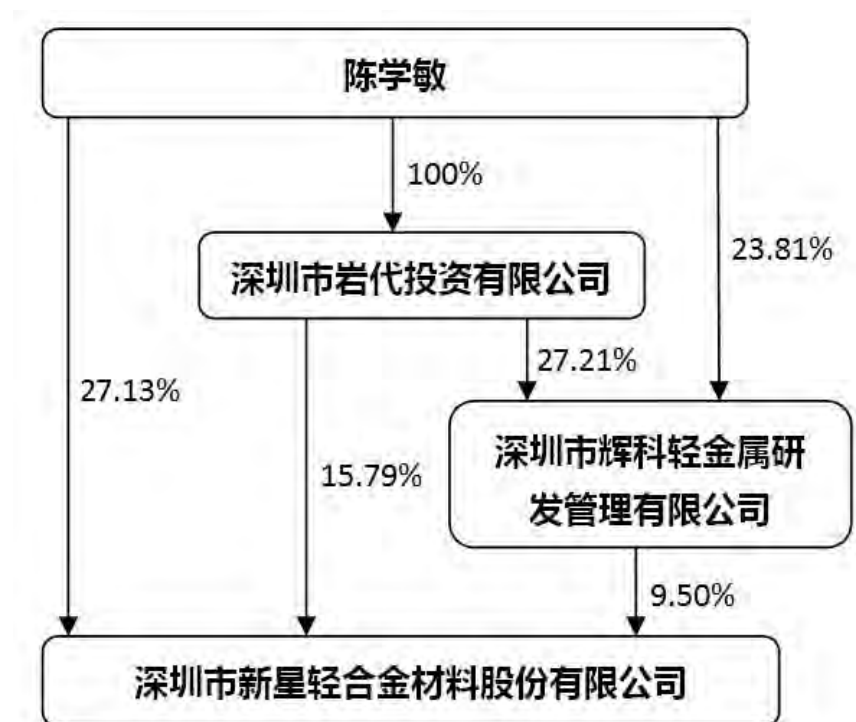 陈学敏
100%
23.81%
深圳市岩代投资有限公司
27.21%
27.13%
15.79%
深圳市辉科轻金属研
发管理有限公司
9.50%
深圳市新星轻合金材料股份有限公司